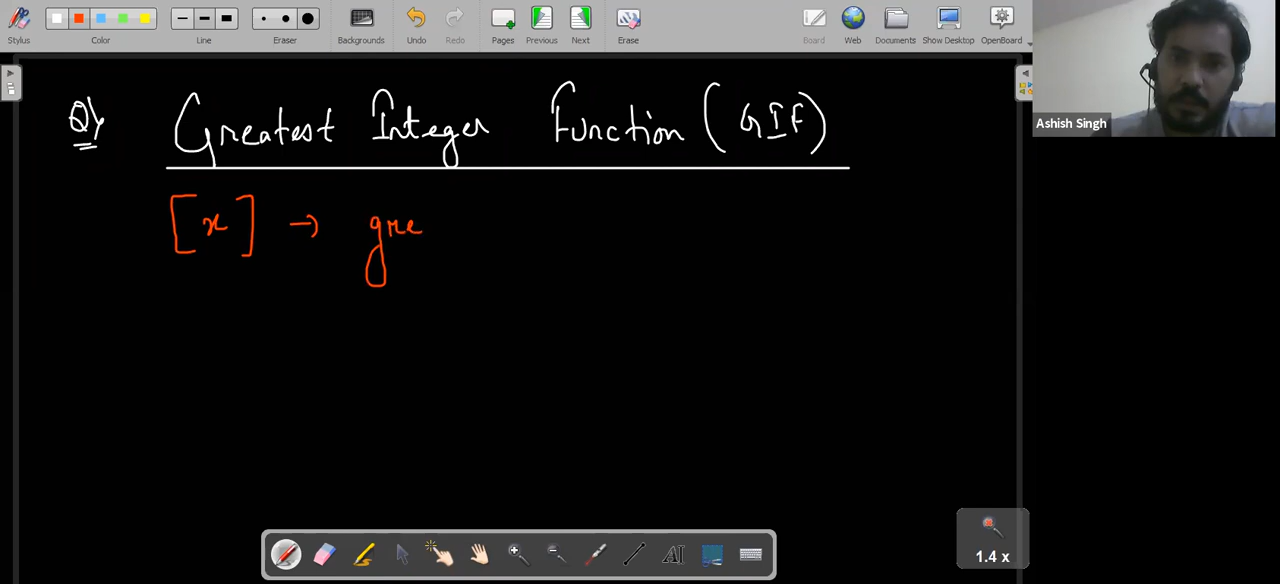 Stylus
Color
Line
Eraser
Backgrounds
Undo
Redo
Pages
Previous
Next
Erase
Board
Web
Documents
Show Desktop
OpenBoard
Ashish Singh
Q4 Greatest Integer Function (GIF)
[x] → gre
1.4 x